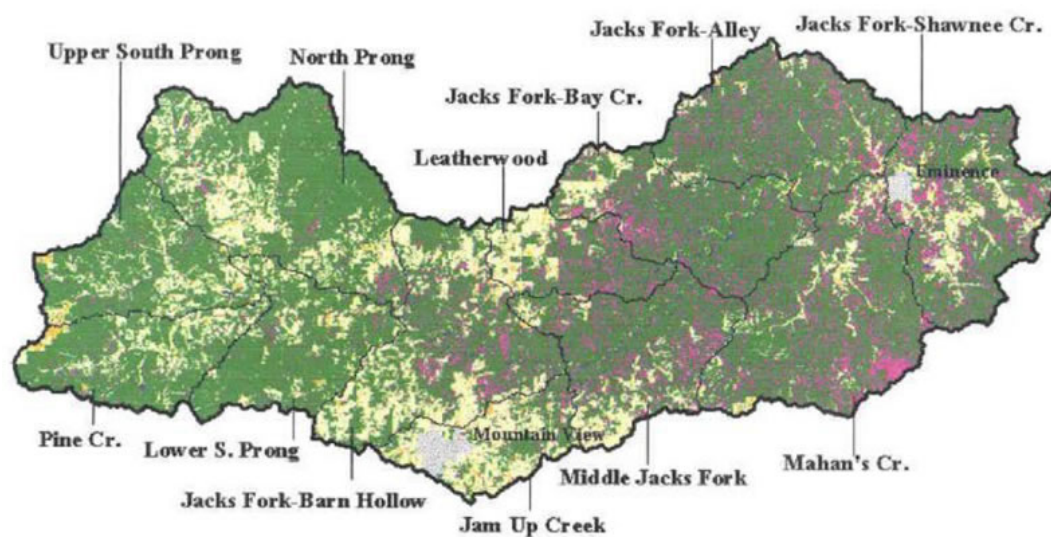 Jacks Fork-Alley
Jacks Fork-Shawnee Cr.
Upper South Prong
North Prong
Jacks Fork-Bay Cr.
Leatherwood
Eminence
Mountain View
Pine Cr.
Lower S. Prong
Jacks Fork-Barn Hollow
Middle Jacks Fork
Mahan's Cr.
Jam Up Creek